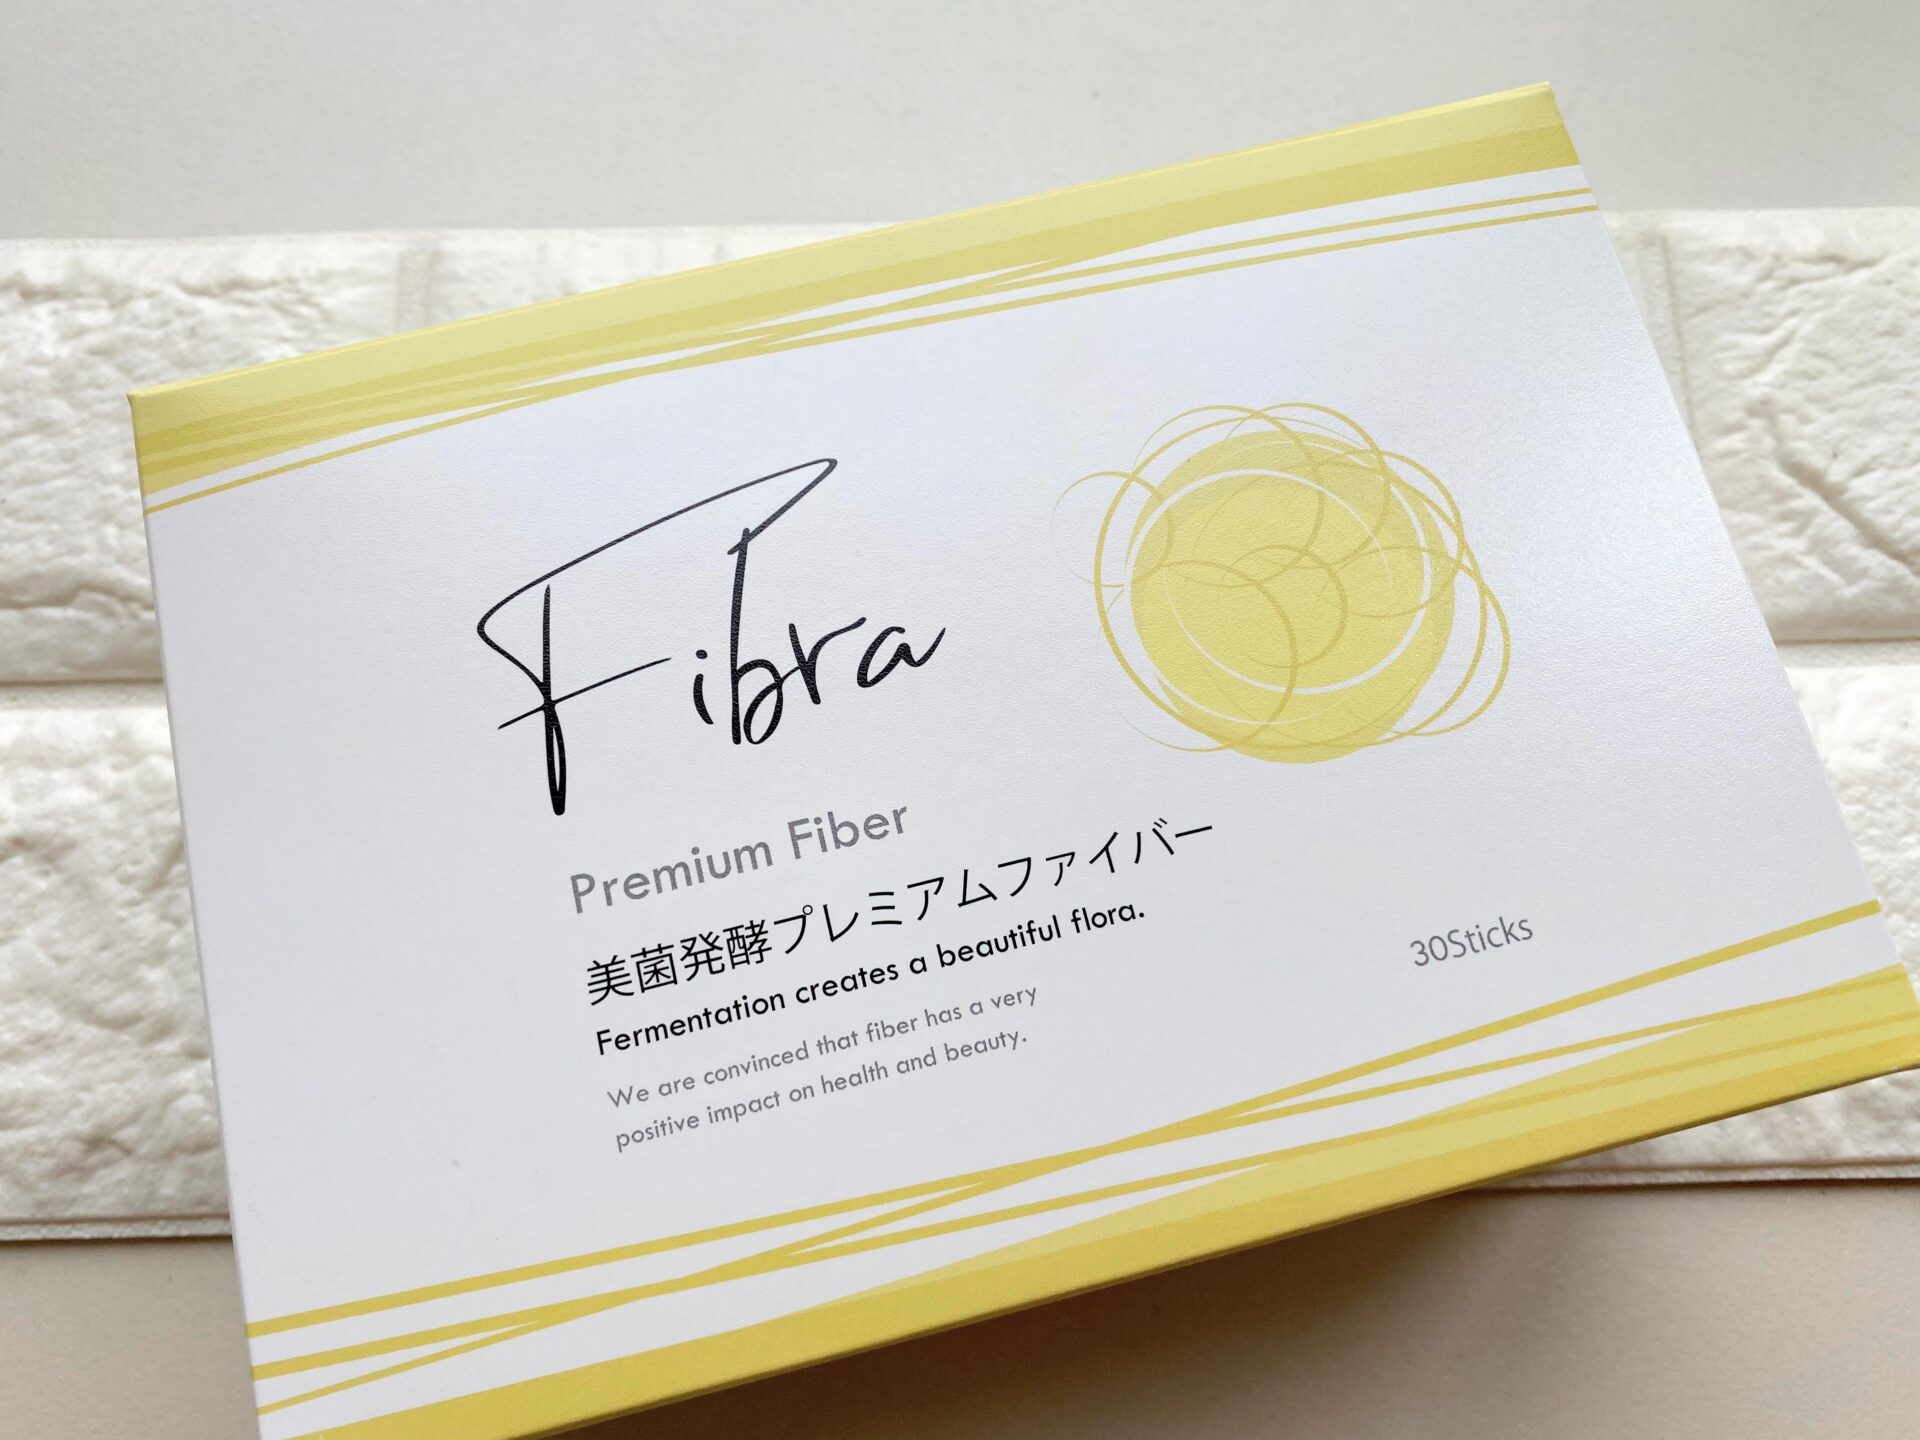 Fibra
Premium Fiber
美菌発酵プレミアムファイバー
Fermentation creates a beautiful flora.
We are convinced that fiber has a very
positive impact on health and beauty.
30Sticks